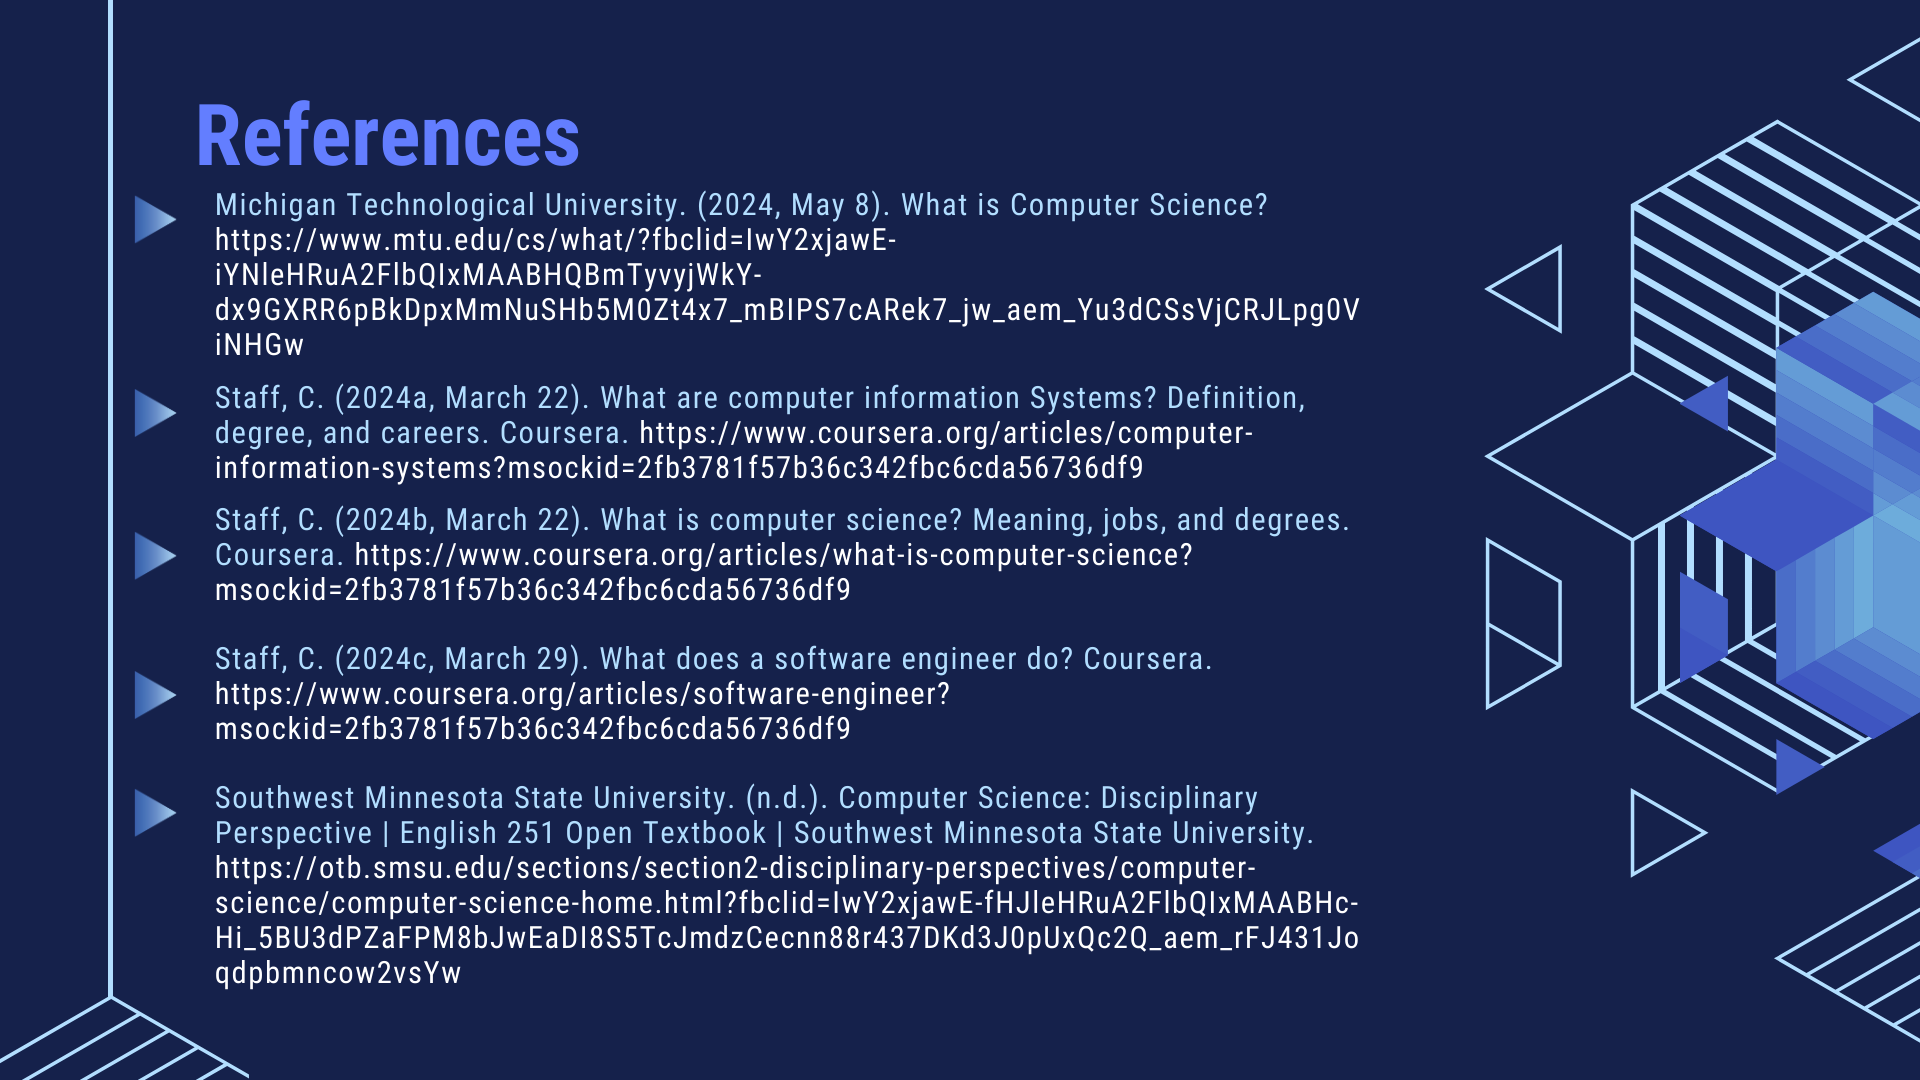 References
Michigan Technological University. (2024, May 8). What is Computer Science?
https://www.mtu.edu/cs/what/?fbclid=IwY2xjawE-
iYNleHRuA2FlbQIxMAABHQBmTyvyjWkY-
dx9GXRR6pBkDpxMmNuSHb5M0Zt4x7_mBIPS7cARek7_jw_aem_Yu3dCSsVjCRJLpg0V
iNHGw
Staff, C. (2024a, March 22). What are computer information Systems? Definition,
degree, and careers. Coursera. https://www.coursera.org/articles/computer-
information-systems?msockid=2fb3781f57b36c342fbc6cda56736df9
Staff, C. (2024b, March 22). What is computer science? Meaning, jobs, and degrees.
Coursera. https://www.coursera.org/articles/what-is-computer-science?
msockid=2fb3781f57b36c342fbc6cda56736df9
Staff, C. (2024c, March 29). What does a software engineer do? Coursera.
https://www.coursera.org/articles/software-engineer?
msockid=2fb3781f57b36c342fbc6cda56736df9
Southwest Minnesota State University. (n.d.). Computer Science: Disciplinary
Perspective | English 251 Open Textbook | Southwest Minnesota State University.
https://otb.smsu.edu/sections/section2-disciplinary-perspectives/computer-
science/computer-science-home.html?fbclid=IwY2xjawE-fHJleHRuA2FlbQIxMAABHc-
Hi_5BU3dPZaFPM8bJwEaDI8S5TcJmdzCecnn88r437DKd3J0pUxQc2Q_aem_rFJ431Jo
qdpbmncow2vsYw